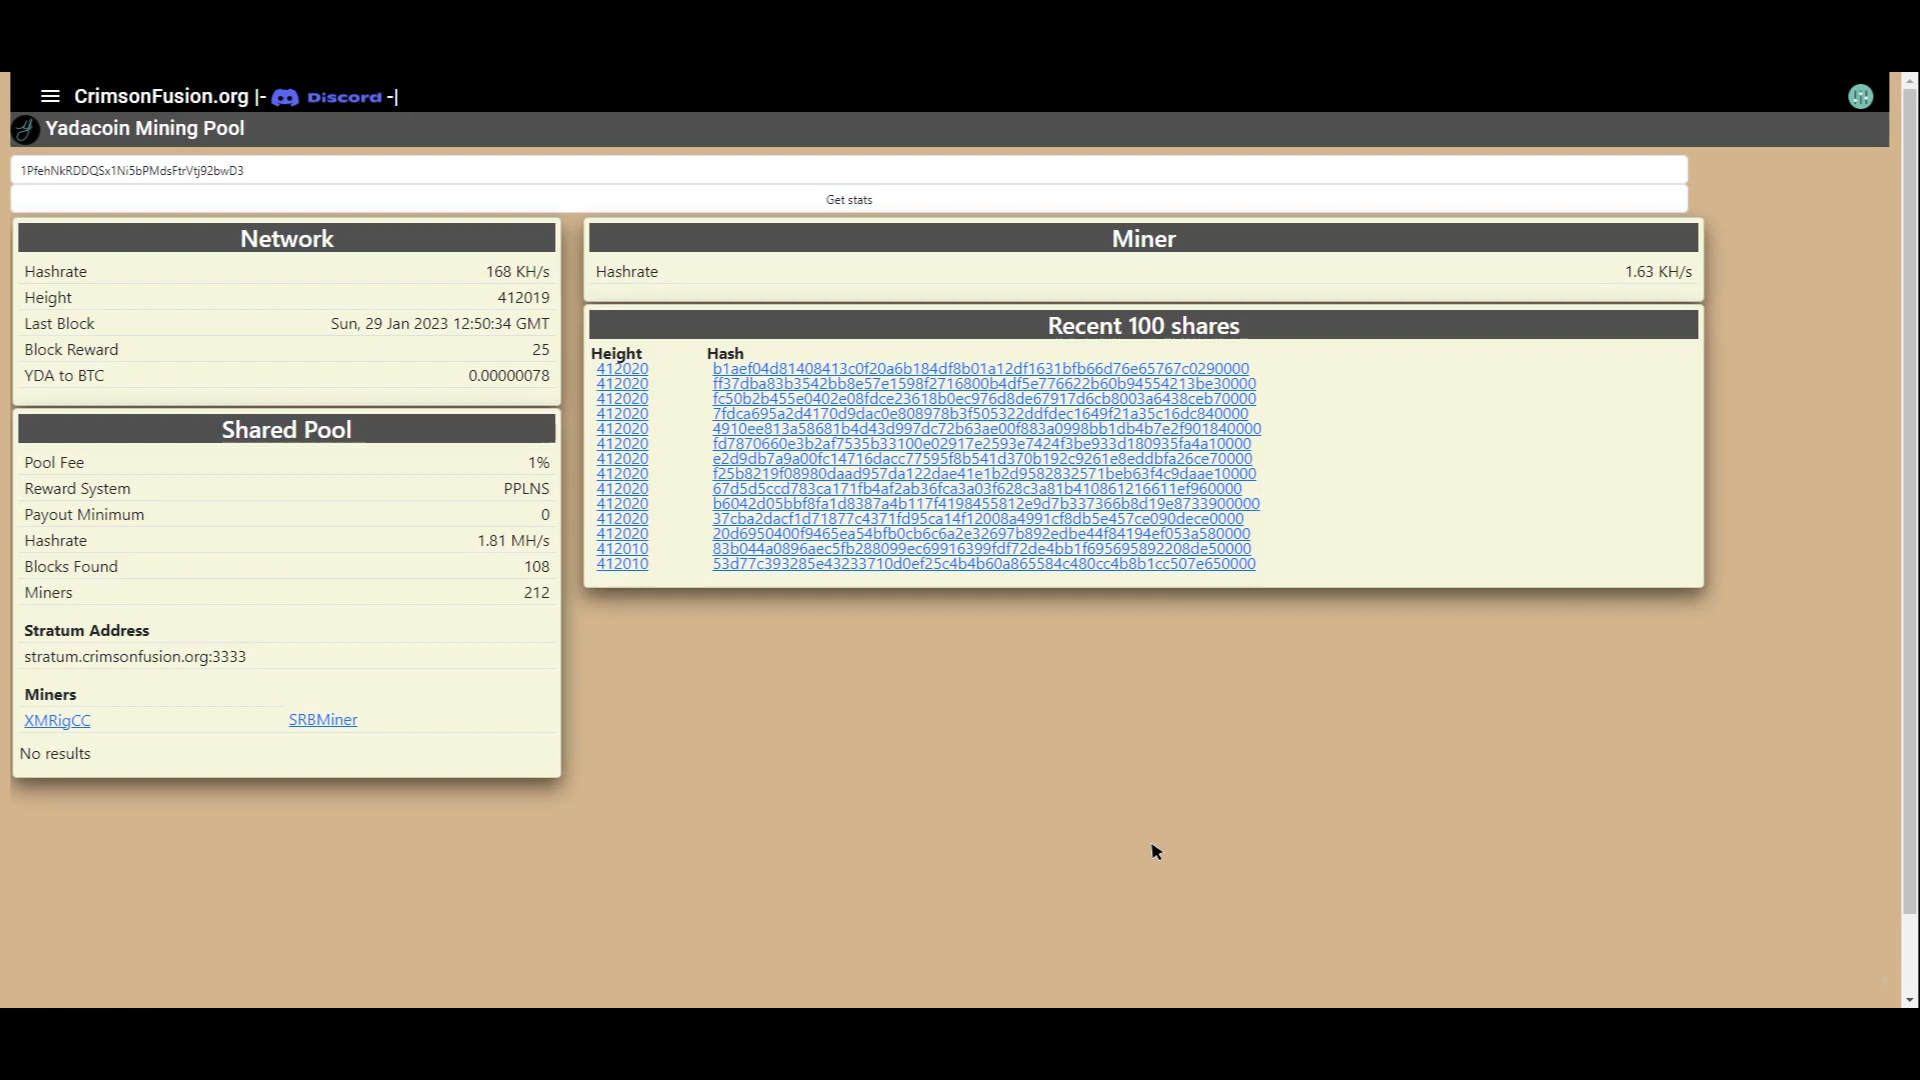 CrimsonFusion.org |- Discord -|
Yadacoin Mining Pool
1PfehNkRDDQSx1Ni5bPMdsFtrVtj92bwD3
Get stats
Network
Hashrate 168 KH/s
Height 412019
Last Block Sun, 29 Jan 2023 12:50:34 GMT
Block Reward 25
YDA to BTC 0.00000078
Shared Pool
Pool Fee 1%
Reward System PPLNS
Payout Minimum 0
Hashrate 1.81 MH/s
Blocks Found 108
Miners 212
Stratum Address
stratum.crimsonfusion.org:3333
Miners
XMRigCC SRBMiner
No results
Miner
Hashrate 1.63 KH/s
Recent 100 shares
Height Hash
412020 b1aef04d81408413c0f20a6b184df8b01a12df1631bfb66d76e65767c0290000
412020 ff37dba83b3542bb8e57e1598f2716800b4df5e776622b60b94554213be30000
412020 fc50b2b455e0402e08fdce23618b0ec976d8de67917d6cb8003a6438ceb70000
412020 7fdca695a2d4170d9dac0e808978b3f505322ddfdec1649f21a35c16dc840000
412020 4910ee813a58681b4d43d997dc72b63ae00f883a0998bb1db4b7e2f901840000
412020 fd7870660e3b2af7535b33100e02917e2593e7424f3be933d180935fa4a10000
412020 e2d9db7a9a00fc14716dacc77595f8b541d370b192c9261e8eddbfa26ce70000
412020 f25b8219f08980daad957da122dae41e1b2d9582832571beb63f4c9daae10000
412020 67d5d5ccd783ca171fb4af2ab36fca3a03f628c3a81b410861216611ef960000
412020 b6042d05bbf8fa1d8387a4b117f4198455812e9d7b337366b8d19e8733900000
412020 37cba2dacf1d71877c4371fd95ca14f12008a4991cf8db5e457ce090dece0000
412020 20d6950400f9465ea54bfb0cb6c6a2e32697b892edbe44f84194ef053a580000
412010 83b044a0896aec5fb288099ec69916399fdf72de4bb1f695695892208de50000
412010 53d77c393285e43233710d0ef25c4b4b60a865584c480cc4b8b1cc507e650000